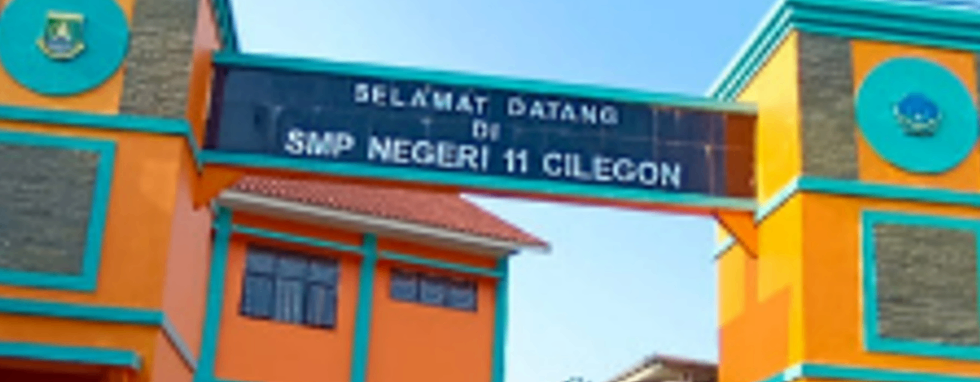 SELAMAT DATANG
DI
SMP NEGERI 11 CILEGON